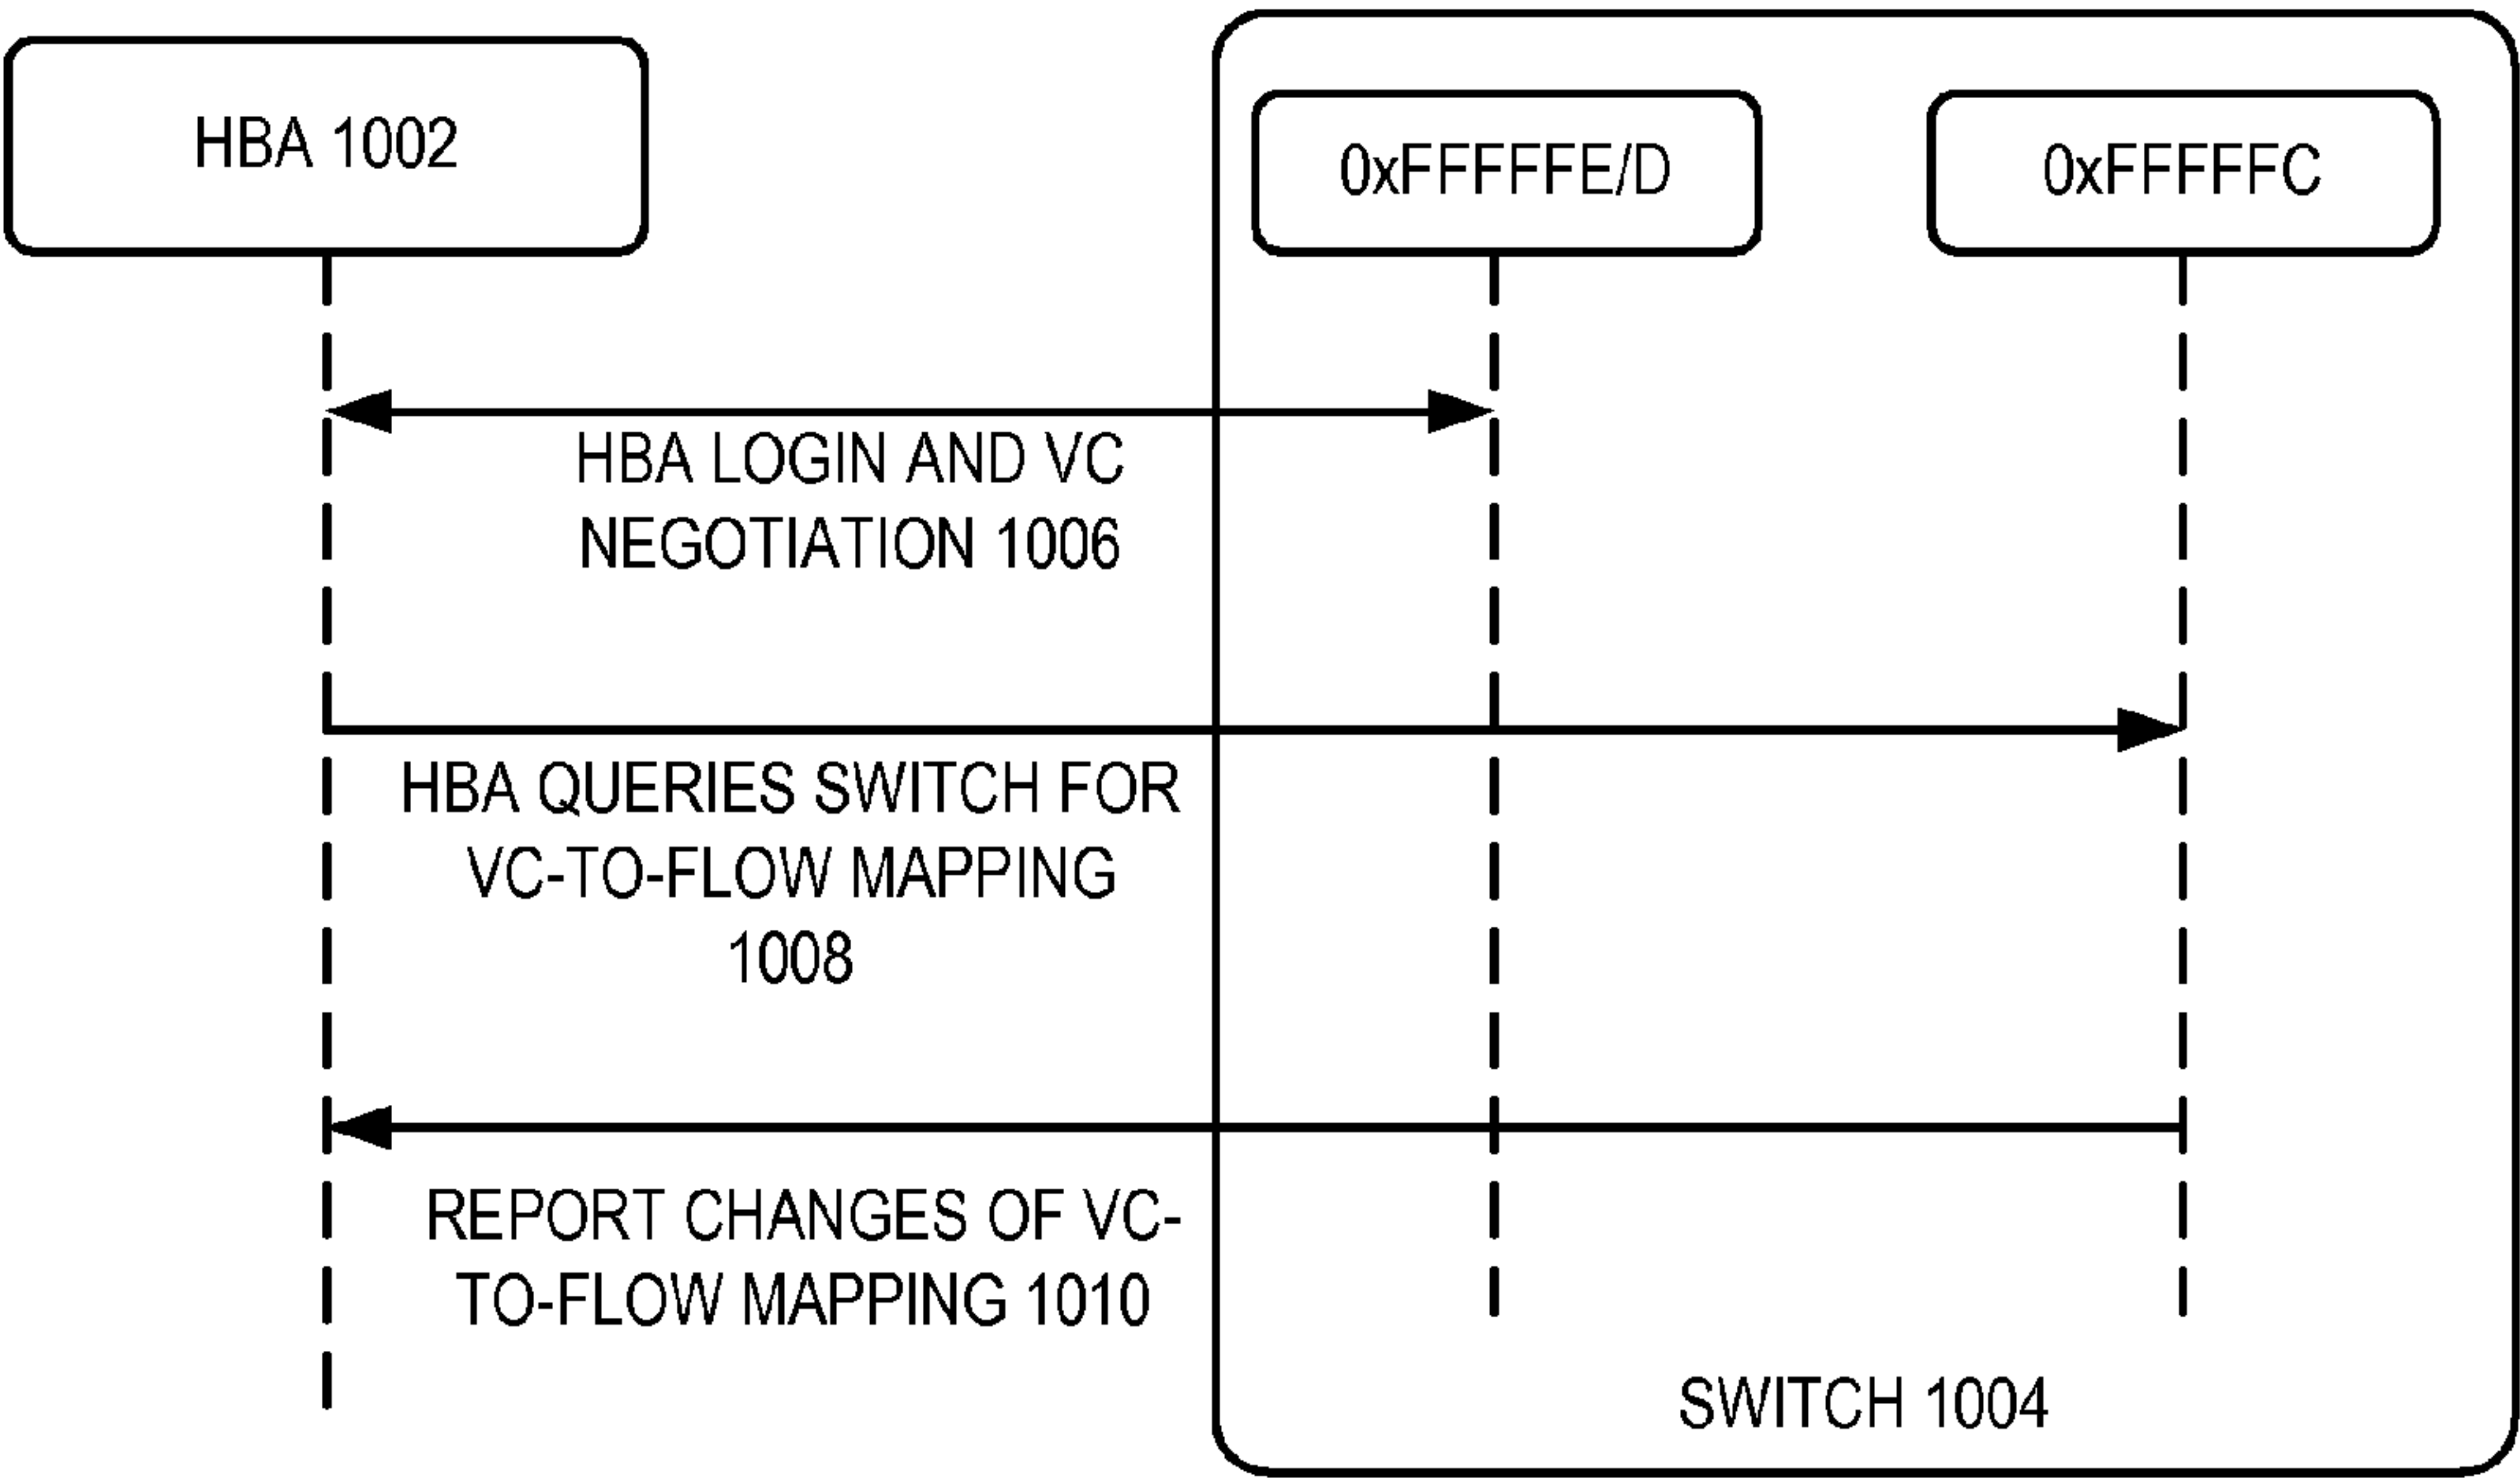 HBA 1002
0xFFFFFE/D
0xFFFFFC
HBA LOGIN AND VC
NEGOTIATION 1006
HBA QUERIES SWITCH FOR
VC-TO-FLOW MAPPING
1008
REPORT CHANGES OF VC-
TO-FLOW MAPPING 1010
SWITCH 1004